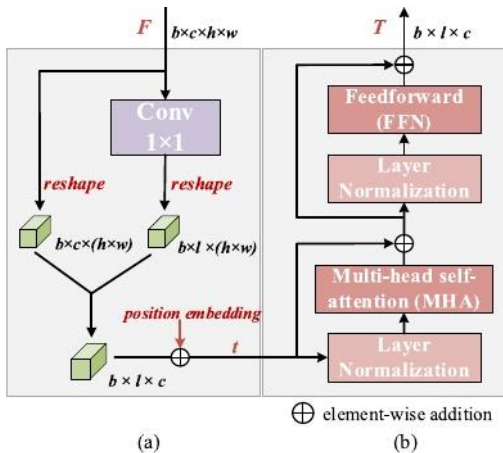 F
b×c×h×w
Conv
1×1
reshape
reshape
b×c×(h×w)
b×l×(h×w)
position embedding
t
b × l × c
(a)
T
b × l × c
Feedforward
(FFN)
Layer
Normalization
Multi-head self-
attention (MHA)
Layer
Normalization
⊕ element-wise addition
(b)